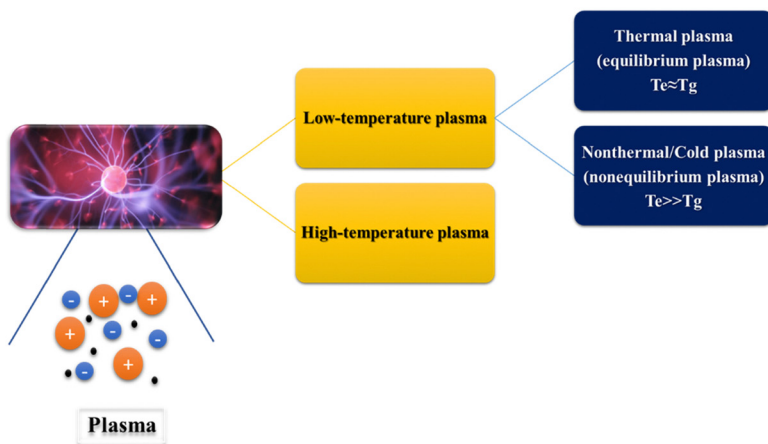 Thermal plasma
(equilibrium plasma)
Te≈Tg
Low-temperature plasma
Nonthermal/Cold plasma
(nonequilibrium plasma)
Te>>Tg
High-temperature plasma
- - + +
+ - -
- +
Plasma